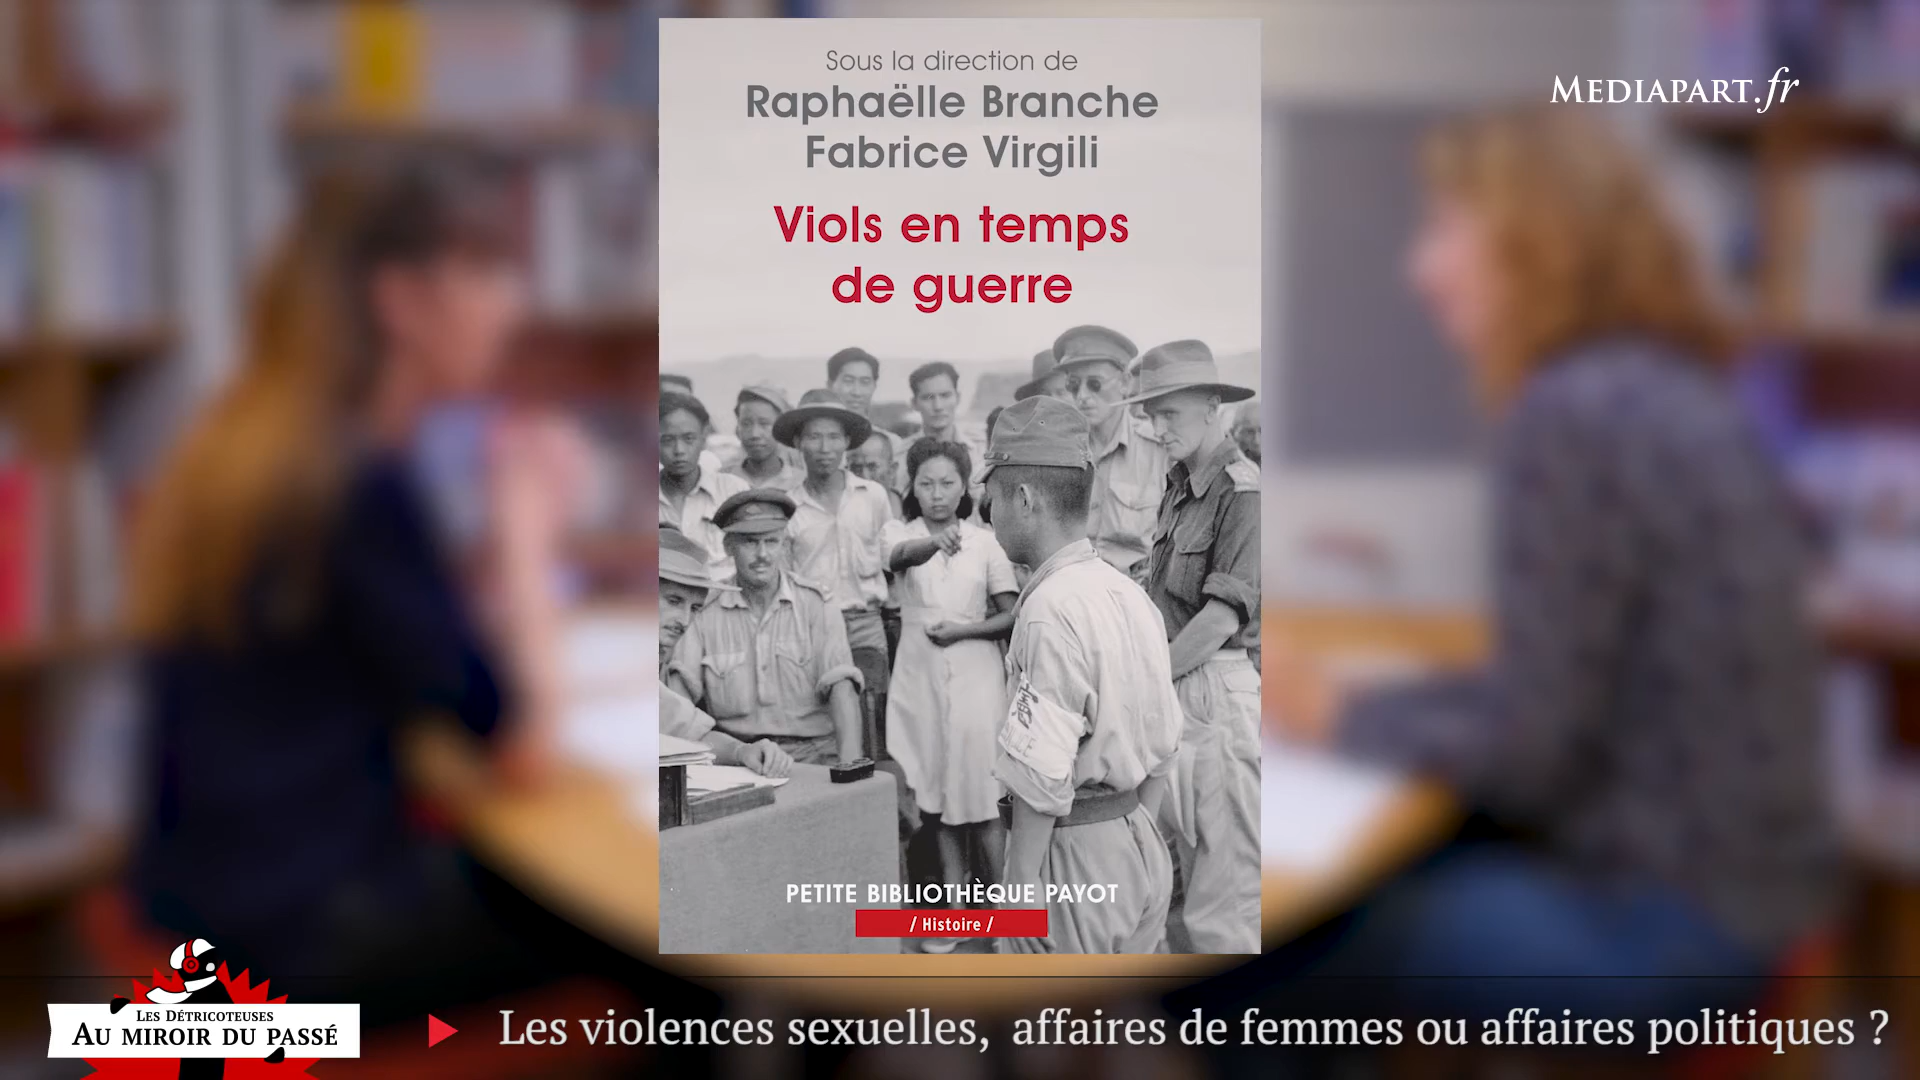 Sous la direction de
Raphaëlle Branche
Fabrice Virgili
Viols en temps
de guerre
PETITE BIBLIOTHÈQUE PAYOT
/ Histoire /
MEDIAPART.fr
LES DÉTRICOTEUSES
AU MIROIR DU PASSÉ
Les violences sexuelles, affaires de femmes ou affaires politiques ?